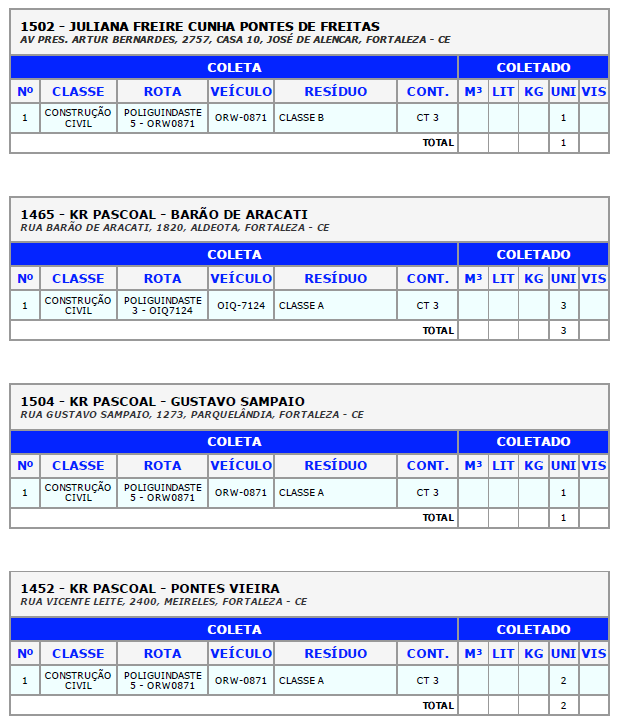 1502 - JULIANA FREIRE CUNHA PONTES DE FREITAS
AV PRES. ARTUR BERNARDES, 2757, CASA 10, JOSÉ DE ALENCAR, FORTALEZA - CE
COLETA COLETADO
Nº CLASSE ROTA VEÍCULO RESÍDUO CONT. M³ LIT KG UNI VIS
1 CONSTRUÇÃO CIVIL POLIGUINDASTE 5 - ORW0871 ORW-0871 CLASSE B CT 3 1
TOTAL 1
1465 - KR PASCOAL - BARÃO DE ARACATI
RUA BARÃO DE ARACATI, 1820, ALDEOTA, FORTALEZA - CE
COLETA COLETADO
Nº CLASSE ROTA VEÍCULO RESÍDUO CONT. M³ LIT KG UNI VIS
1 CONSTRUÇÃO CIVIL POLIGUINDASTE 3 - OIQ7124 OIQ-7124 CLASSE A CT 3 3
TOTAL 3
1504 - KR PASCOAL - GUSTAVO SAMPAIO
RUA GUSTAVO SAMPAIO, 1273, PARQUELÂNDIA, FORTALEZA - CE
COLETA COLETADO
Nº CLASSE ROTA VEÍCULO RESÍDUO CONT. M³ LIT KG UNI VIS
1 CONSTRUÇÃO CIVIL POLIGUINDASTE 5 - ORW0871 ORW-0871 CLASSE A CT 3 1
TOTAL 1
1452 - KR PASCOAL - PONTES VIEIRA
RUA VICENTE LEITE, 2400, MEIRELES, FORTALEZA - CE
COLETA COLETADO
Nº CLASSE ROTA VEÍCULO RESÍDUO CONT. M³ LIT KG UNI VIS
1 CONSTRUÇÃO CIVIL POLIGUINDASTE 5 - ORW0871 ORW-0871 CLASSE A CT 3 2
TOTAL 2